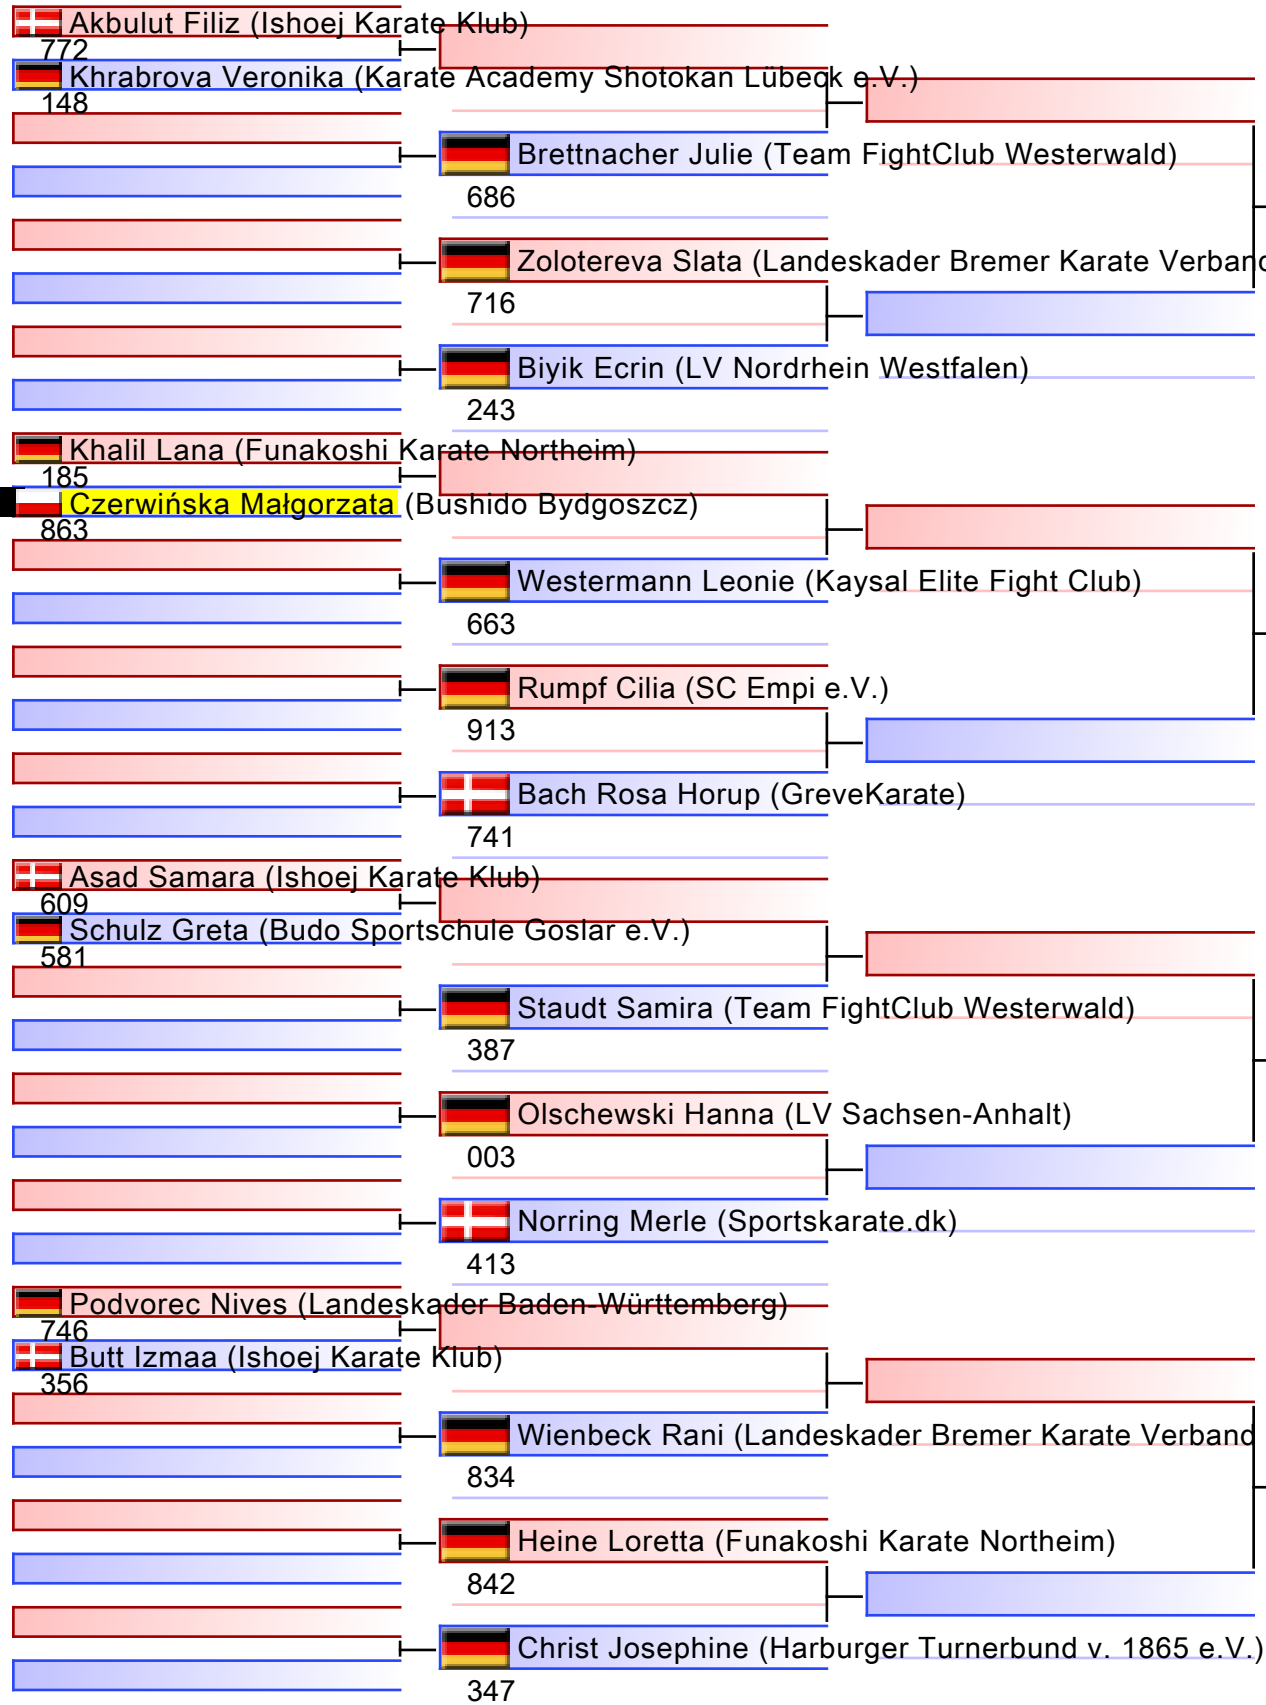 Akbulut Filiz (Ishoej Karate Klub)
772
Khrabrova Veronika (Karate Academy Shotokan Lübeck e.V.)
148
Brettnacher Julie (Team FightClub Westerwald)
686
Zolotereva Slata (Landeskader Bremer Karate Verband
716
Biyik Ecrin (LV Nordrhein Westfalen)
243
Khalil Lana (Funakoshi Karate Northeim)
185
Czerwińska Małgorzata (Bushido Bydgoszcz)
863
Westermann Leonie (Kaysal Elite Fight Club)
663
Rumpf Cilia (SC Empi e.V.)
913
Bach Rosa Horup (GreveKarate)
741
Asad Samara (Ishoej Karate Klub)
609
Schulz Greta (Budo Sportschule Goslar e.V.)
581
Staudt Samira (Team FightClub Westerwald)
387
Olschewski Hanna (LV Sachsen-Anhalt)
003
Norring Merle (Sportskarate.dk)
413
Podvorec Nives (Landeskader Baden-Württemberg)
746
Butt Izmaa (Ishoej Karate Klub)
356
Wienbeck Rani (Landeskader Bremer Karate Verband
834
Heine Loretta (Funakoshi Karate Northeim)
842
Christ Josephine (Harburger Turnerbund v. 1865 e.V.)
347